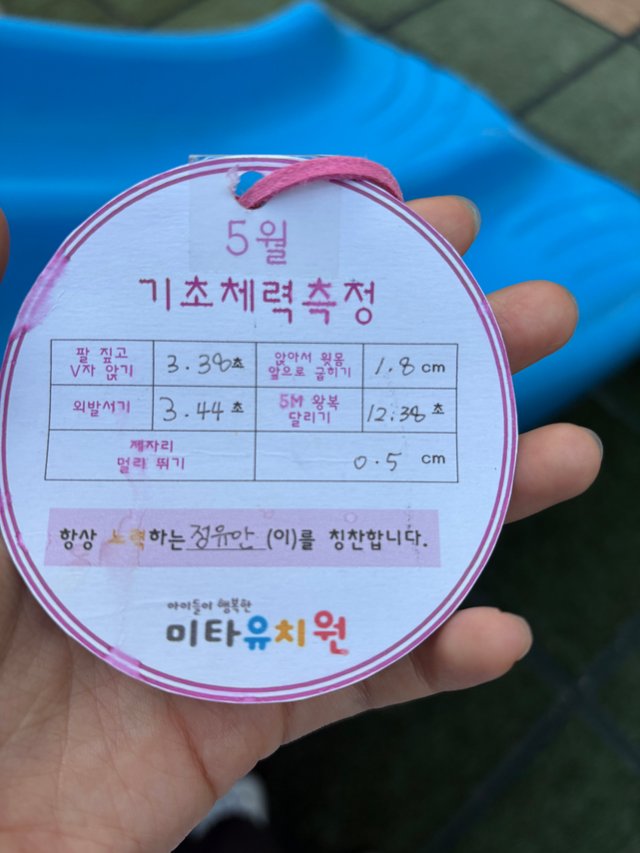 5월
기초체력측정
팔 짚고 V자 앉기 3.38초 앉아서 윗몸 앞으로 굽히기 1.8 cm
외발서기 3.44 초 5M 왕복 달리기 12.38 초
제자리 멀리 뛰기 0.5 cm
항상 노력하는 정유안 (이)를 칭찬합니다.
아이들이 행복한
미타유치원